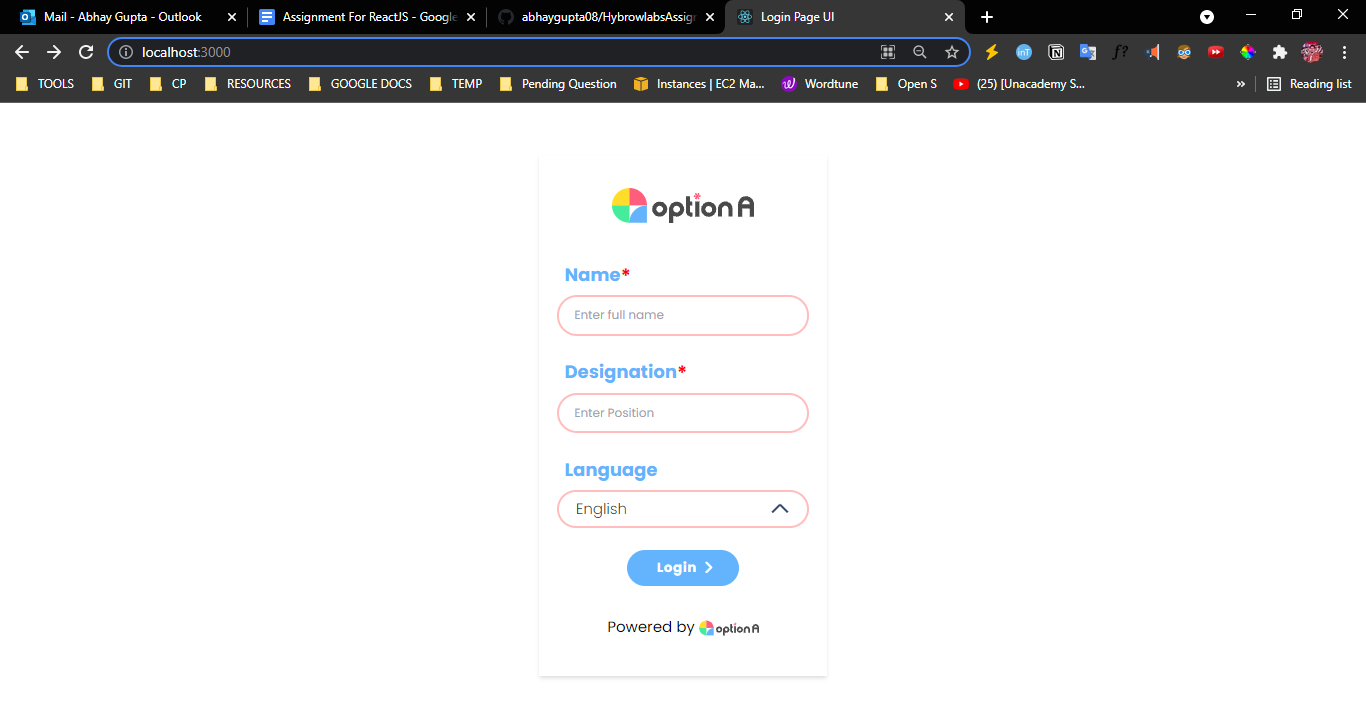 Mail - Abhay Gupta - Outlook
Assignment For ReactJS - Google
abhaygupta08/HybrowlabsAssign
Login Page UI
localhost:3000
TOOLS
GIT
CP
RESOURCES
GOOGLE DOCS
TEMP
Pending Question
Instances | EC2 Ma...
Wordtune
Open S
(25) [Unacademy S...
»
Reading list
option A
Name*
Enter full name
Designation*
Enter Position
Language
English
Login
Powered by option A